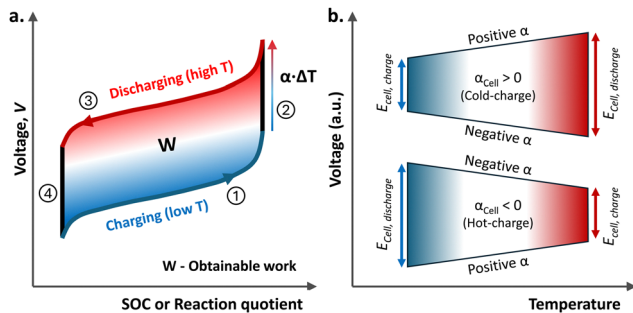 a.
Voltage, V
Discharging (high T)
③
α·ΔT
②
W
④
①
Charging (low T)
W - Obtainable work
SOC or Reaction quotient
b.
Voltage (a.u.)
Positive α
E_cell, charge
α_Cell > 0
(Cold-charge)
E_Cell, discharge
Negative α
Negative α
E_Cell, discharge
α_Cell < 0
(Hot-charge)
E_Cell, charge
Positive α
Temperature